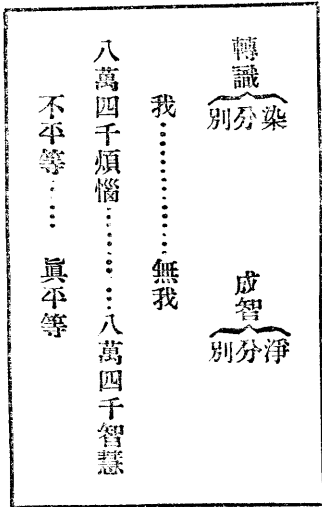 轉識
染分別
成智
淨分別
我………………無我
八萬四千煩惱…………八萬四千智慧
不平等……眞平等